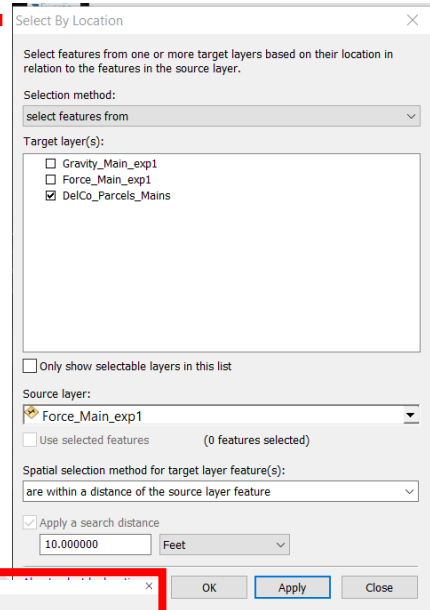 Select By Location
Select features from one or more target layers based on their location in
relation to the features in the source layer.
Selection method:
select features from
Target layer(s):
Gravity_Main_exp1
Force_Main_exp1
DelCo_Parcels_Mains
Only show selectable layers in this list
Source layer:
Force_Main_exp1
Use selected features (0 features selected)
Spatial selection method for target layer feature(s):
are within a distance of the source layer feature
Apply a search distance
10.000000 Feet
OK Apply Close